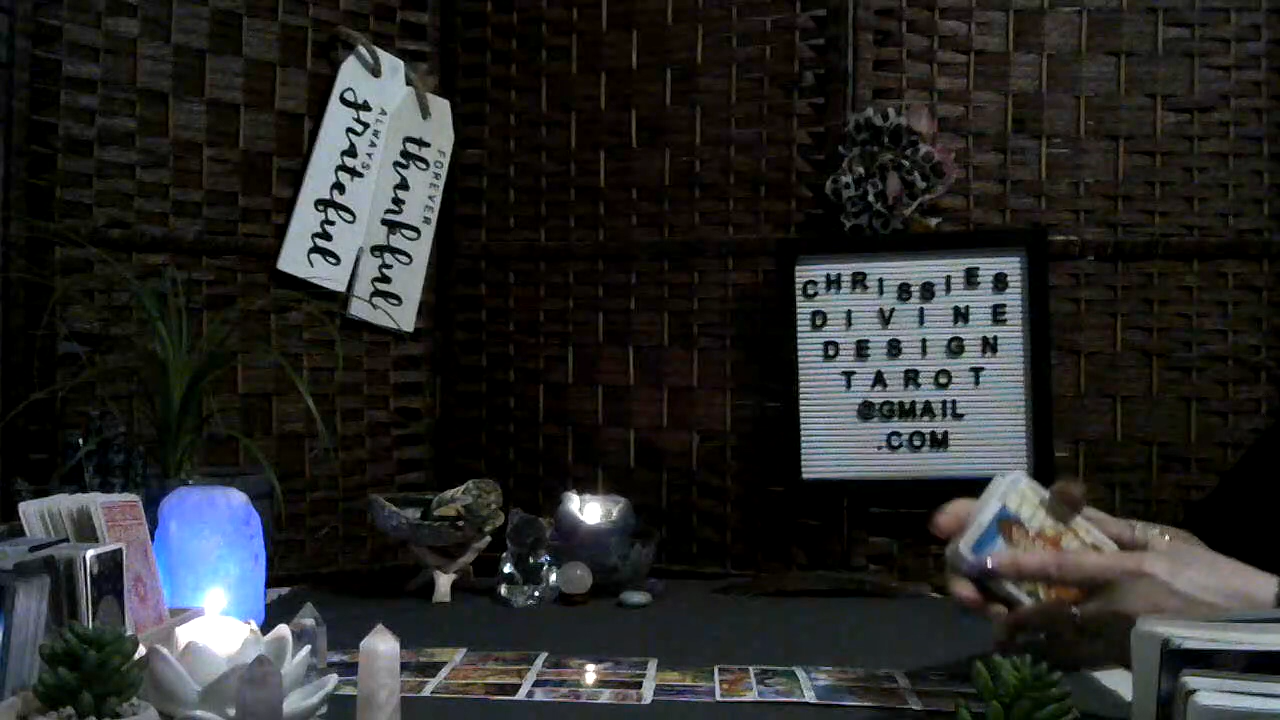 ALWAYS
grateful
FOREVER
thankful
CHRISSIES
DIVINE
DESIGN
TAROT
@GMAIL
.COM